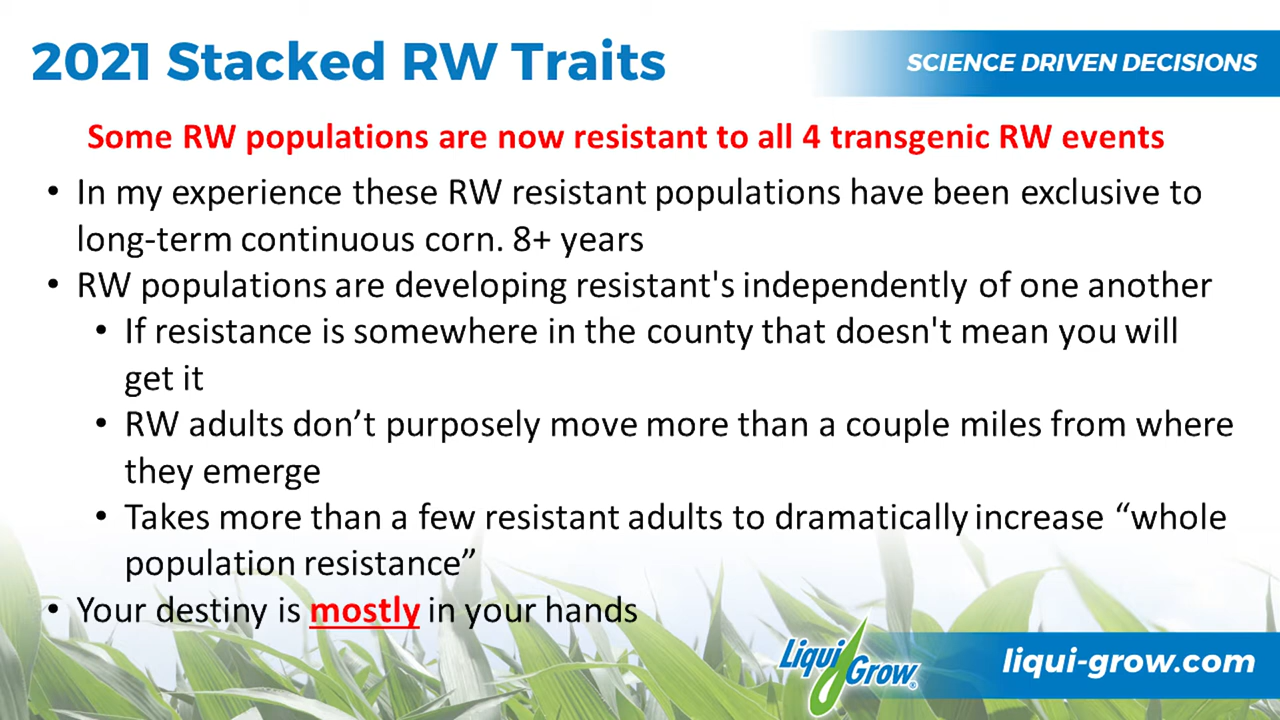 2021 Stacked RW Traits
SCIENCE DRIVEN DECISIONS
Some RW populations are now resistant to all 4 transgenic RW events
• In my experience these RW resistant populations have been exclusive to
long-term continuous corn. 8+ years
• RW populations are developing resistant's independently of one another
• If resistance is somewhere in the county that doesn't mean you will
get it
• RW adults don’t purposely move more than a couple miles from where
they emerge
• Takes more than a few resistant adults to dramatically increase “whole
population resistance”
• Your destiny is mostly in your hands
Liqui Grow®
liqui-grow.com